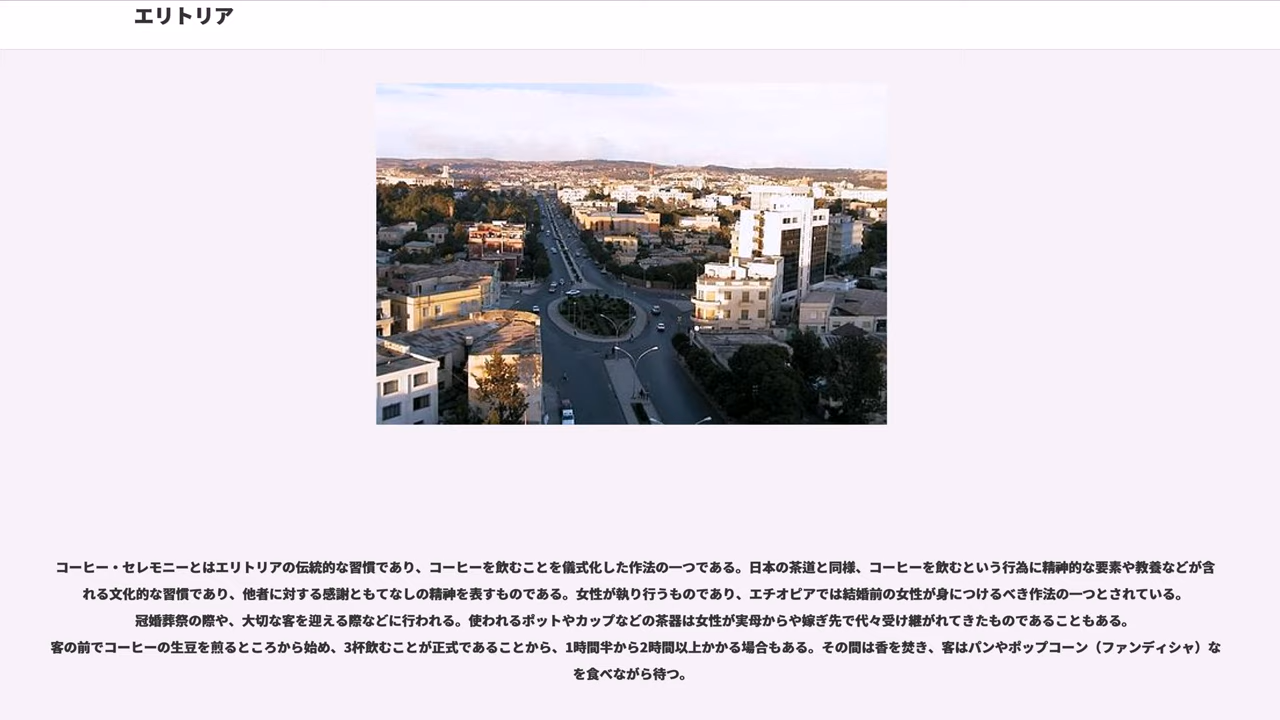 エリトリア
コーヒー・セレモニーとはエリトリアの伝統的な習慣であり、コーヒーを飲むことを儀式化した作法の一つである。日本の茶道と同様、コーヒーを飲むという行為に精神的な要素や教養などが含
れる文化的な習慣であり、他者に対する感謝ともてなしの精神を表すものである。女性が執り行うものであり、エチオピアでは結婚前の女性が身につけるべき作法の一つとされている。
冠婚葬祭の際や、大切な客を迎える際などに行われる。使われるポットやカップなどの茶器は女性が実母からや嫁ぎ先で代々受け継がれてきたものであることもある。
客の前でコーヒーの生豆を煎るところから始め、3杯飲むことが正式であることから、1時間半から2時間以上かかる場合もある。その間は香を焚き、客はパンやポップコーン（ファンディシャ）な
を食べながら待つ。